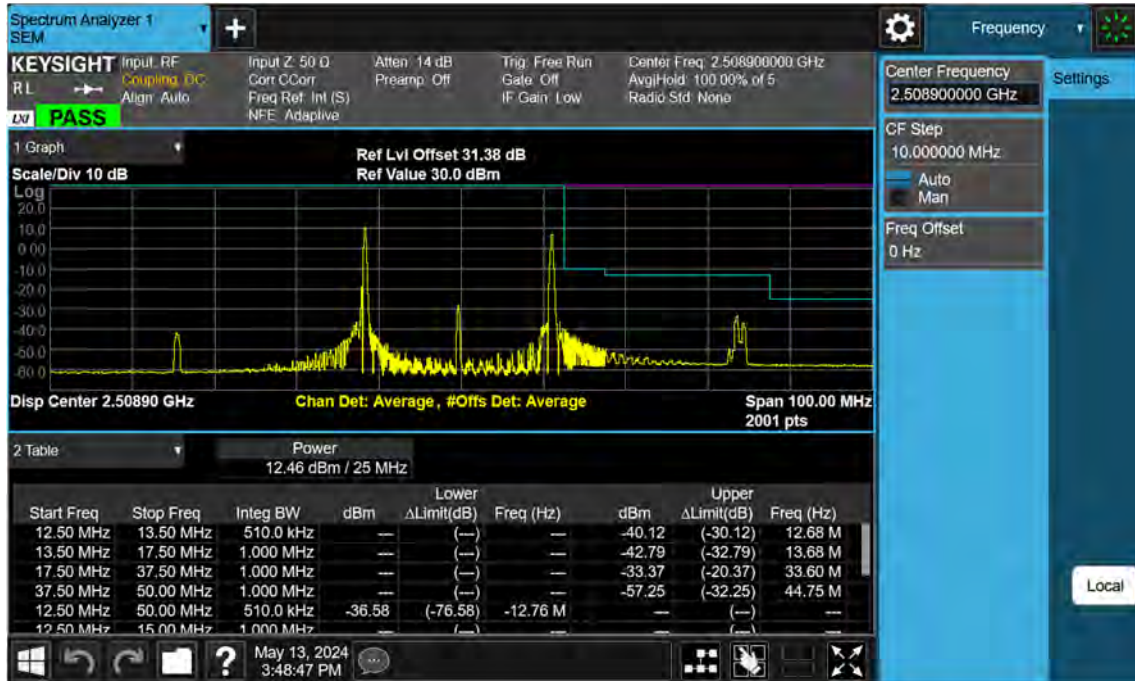 Spectrum Analyzer 1
SEM
Frequency
KEYSIGHT
RL
LXI
PASS
Input: RF
Coupling: DC
Align: Auto
Input Z: 50 Ω
Corr CCorr
Freq Ref: Int (S)
NFE: Adaptive
Atten: 14 dB
Preamp: Off
Trig: Free Run
Gate: Off
IF Gain: Low
Center Freq: 2.508900000 GHz
Avg|Hold: 100.00% of 5
Radio Std: None
Center Frequency
2.508900000 GHz
Settings
CF Step
10.000000 MHz
Auto
Man
Freq Offset
0 Hz
1 Graph
Scale/Div 10 dB
Ref Lvl Offset 31.38 dB
Ref Value 30.0 dBm
Log
20.0
10.0
0.00
-10.0
-20.0
-30.0
-40.0
-50.0
-60.0
Disp Center 2.50890 GHz
Chan Det: Average, #Offs Det: Average
Span 100.00 MHz
2001 pts
2 Table
Power
12.46 dBm / 25 MHz
Lower Upper
Start Freq Stop Freq Integ BW dBm ΔLimit(dB) Freq (Hz) dBm ΔLimit(dB) Freq (Hz)
12.50 MHz 13.50 MHz 510.0 kHz --- (---) --- -40.12 (-30.12) 12.68 M
13.50 MHz 17.50 MHz 1.000 MHz --- (---) --- -42.79 (-32.79) 13.68 M
17.50 MHz 37.50 MHz 1.000 MHz --- (---) --- -33.37 (-20.37) 33.60 M
37.50 MHz 50.00 MHz 1.000 MHz --- (---) --- -57.25 (-32.25) 44.75 M
12.50 MHz 50.00 MHz 510.0 kHz -36.58 (-76.58) -12.76 M --- (---) ---
12.50 MHz 15.00 MHz 1.000 MHz --- (---) --- --- (---) ---
Local
May 13, 2024
3:48:47 PM